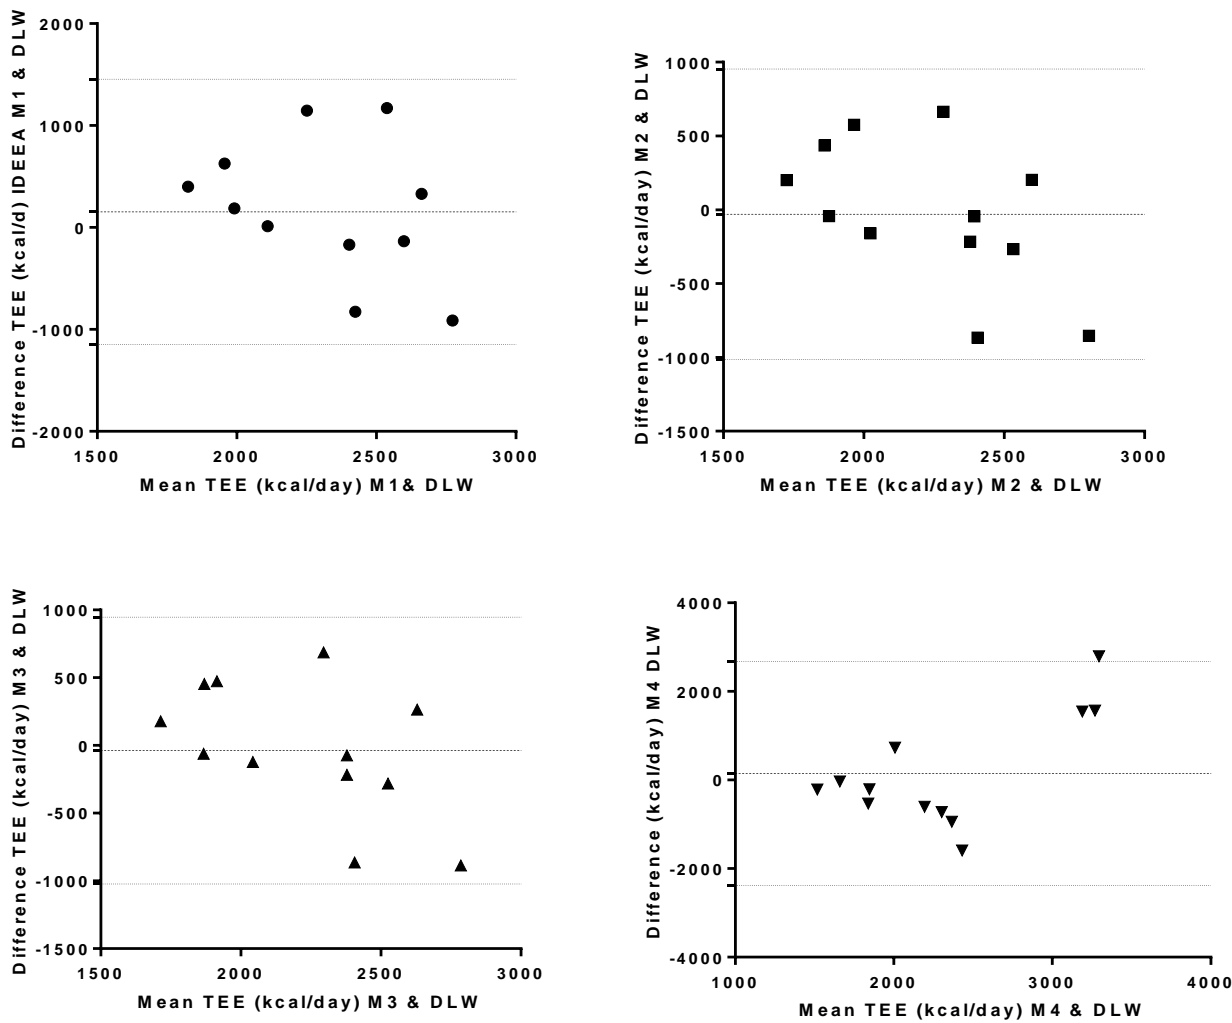 Difference TEE (kcal/d) IDEEA M1 & DLW
2000
1000
0
-1000
-2000
1500 2000 2500 3000
Mean TEE (kcal/day) M1& DLW
Difference TEE (kcal/day) M2 & DLW
1000
500
0
-500
-1000
-1500
1500 2000 2500 3000
Mean TEE (kcal/day) M2 & DLW
Difference TEE (kcal/day) M3 & DLW
1000
500
0
-500
-1000
-1500
1500 2000 2500 3000
Mean TEE (kcal/day) M3 & DLW
Difference (kcal/day) M4 DLW
4000
2000
0
-2000
-4000
1000 2000 3000 4000
Mean TEE (kcal/day) M4 & DLW